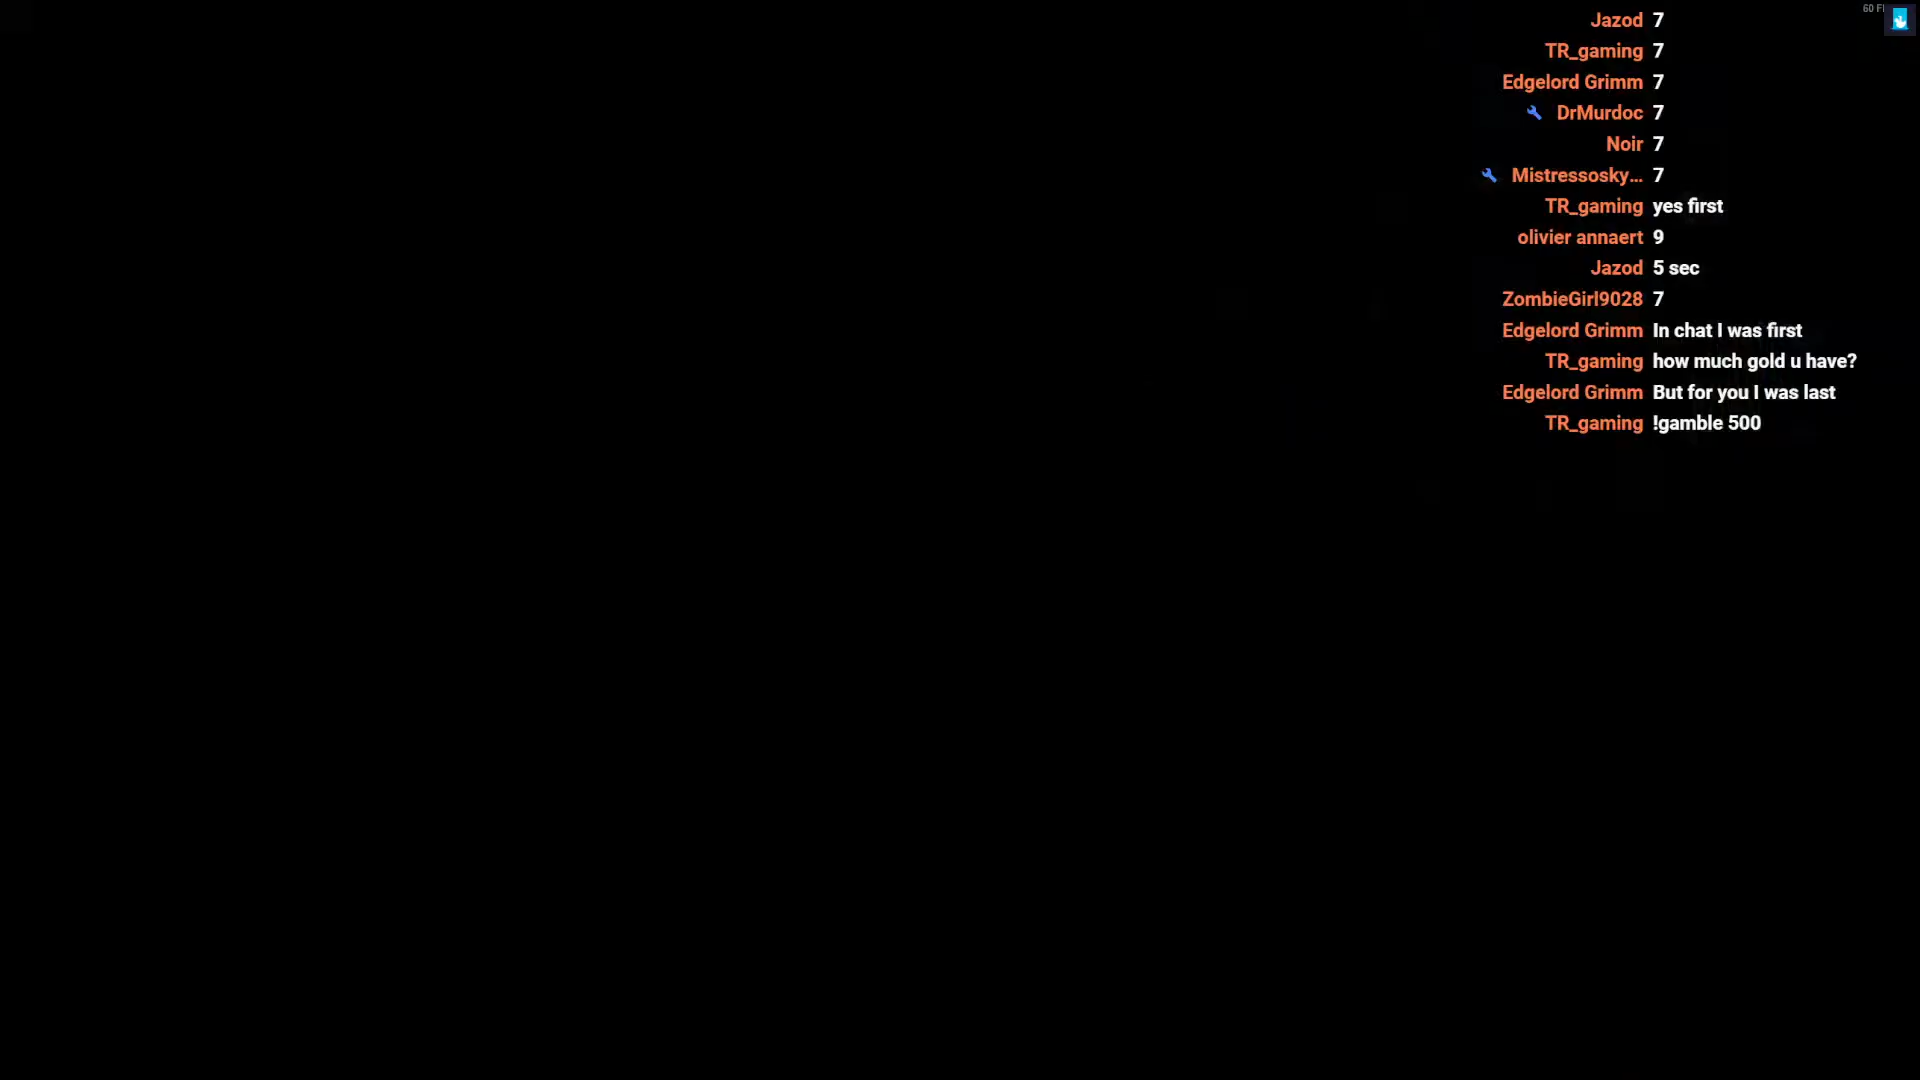 60 F
Jazod 7
TR_gaming 7
Edgelord Grimm 7
DrMurdoc 7
Noir 7
Mistressosky... 7
TR_gaming yes first
olivier annaert 9
Jazod 5 sec
ZombieGirl9028 7
Edgelord Grimm In chat I was first
TR_gaming how much gold u have?
Edgelord Grimm But for you I was last
TR_gaming !gamble 500